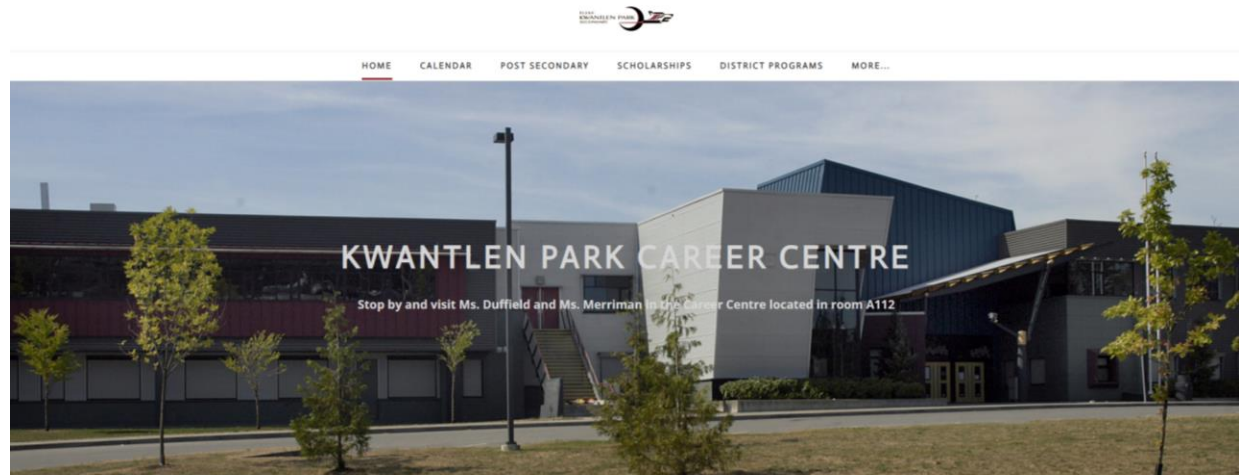 KWANTLEN PARK
SECONDARY
HOME
CALENDAR
POST SECONDARY
SCHOLARSHIPS
DISTRICT PROGRAMS
MORE...
KWANTLEN PARK CAREER CENTRE
Stop by and visit Ms. Duffield and Ms. Merriman in the Career Centre located in room A112